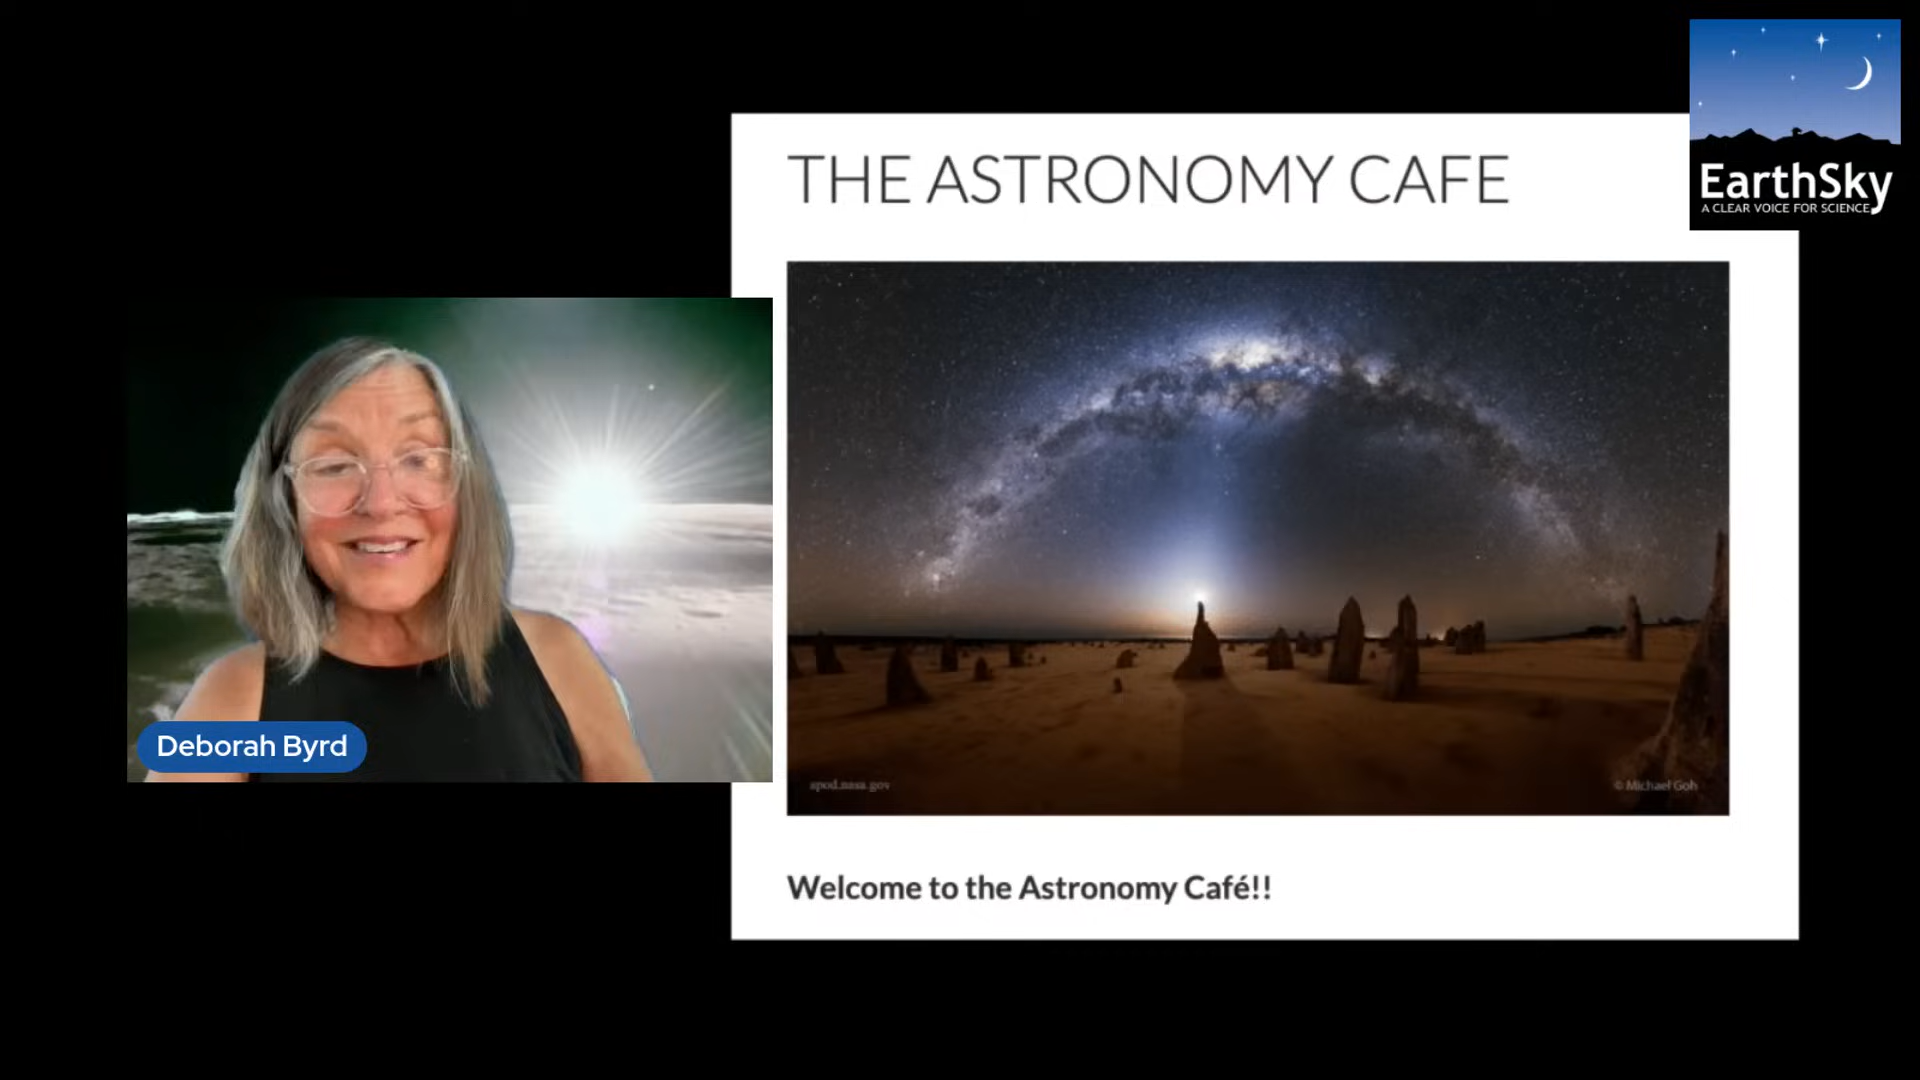 THE ASTRONOMY CAFE
EarthSky
A CLEAR VOICE FOR SCIENCE
Deborah Byrd
apod.nasa.gov
© Michael Goh
Welcome to the Astronomy Café!!